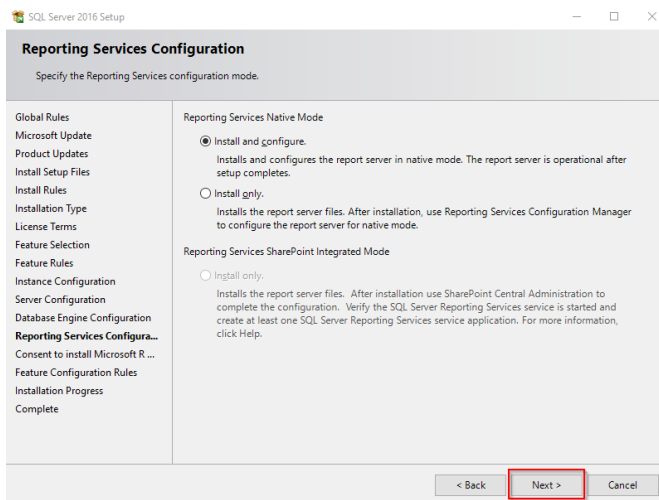 SQL Server 2016 Setup
Reporting Services Configuration
Specify the Reporting Services configuration mode.
Global Rules
Microsoft Update
Product Updates
Install Setup Files
Install Rules
Installation Type
License Terms
Feature Selection
Feature Rules
Instance Configuration
Server Configuration
Database Engine Configuration
Reporting Services Configura...
Consent to install Microsoft R ...
Feature Configuration Rules
Installation Progress
Complete
Reporting Services Native Mode
Install and configure.
Installs and configures the report server in native mode. The report server is operational after
setup completes.
Install only.
Installs the report server files. After installation, use Reporting Services Configuration Manager
to configure the report server for native mode.
Reporting Services SharePoint Integrated Mode
Install only.
Installs the report server files. After installation use SharePoint Central Administration to
complete the configuration. Verify the SQL Server Reporting Services service is started and
create at least one SQL Server Reporting Services service application. For more information,
click Help.
< Back
Next >
Cancel